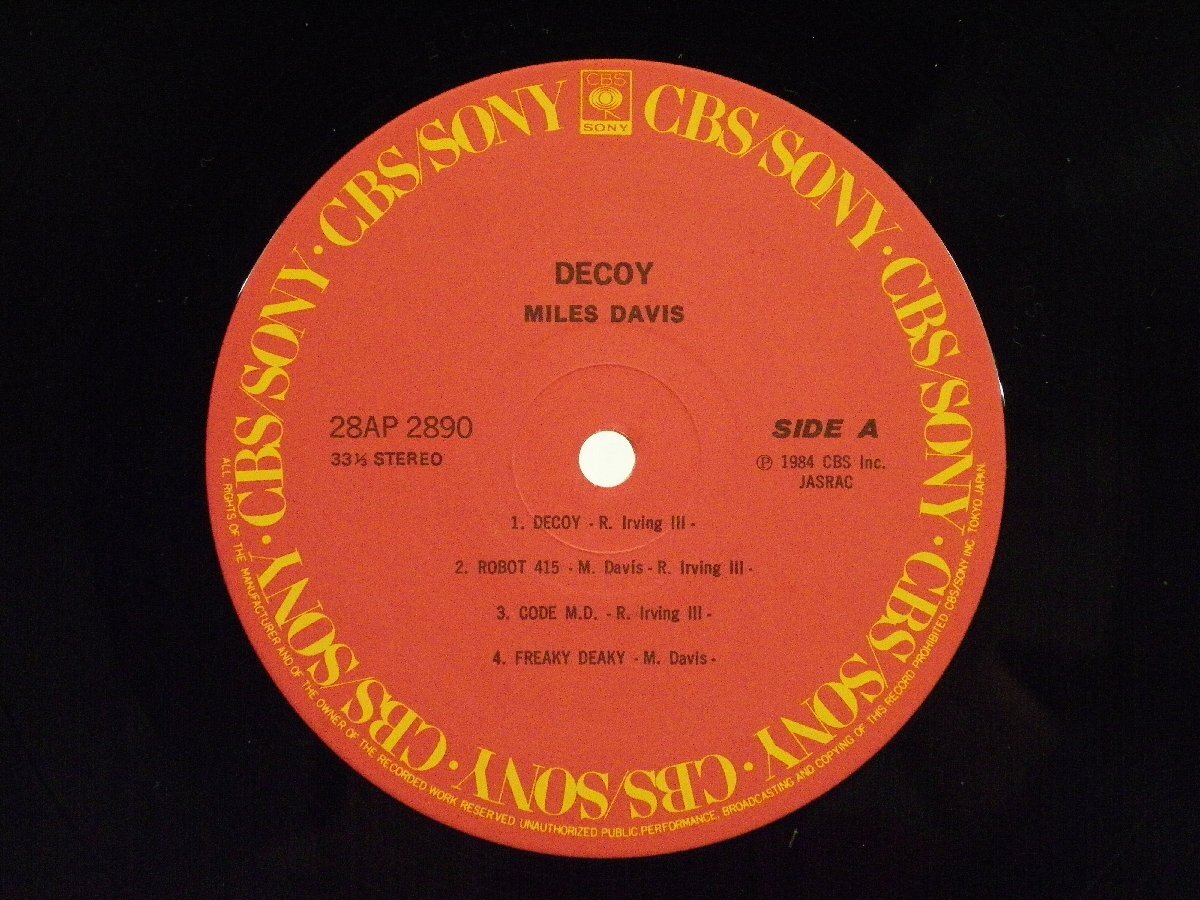 CBS
SONY
CBS/SONY · CBS/SONY · CBS/SONY · CBS/SONY · CBS/SONY · CBS/SONY · CBS/SONY · CBS/SONY
DECOY
MILES DAVIS
28AP 2890
33⅓ STEREO
SIDE A
Ⓟ 1984 CBS Inc.
JASRAC
1. DECOY - R. Irving III -
2. ROBOT 415 - M. Davis - R. Irving III -
3. CODE M.D. - R. Irving III -
4. FREAKY DEAKY - M. Davis -
ALL RIGHTS OF THE MANUFACTURER AND OF THE OWNER OF THE RECORDED WORK RESERVED UNAUTHORIZED PUBLIC PERFORMANCE, BROADCASTING AND COPYING OF THIS RECORD PROHIBITED CBS/SONY INC. TOKYO JAPAN.